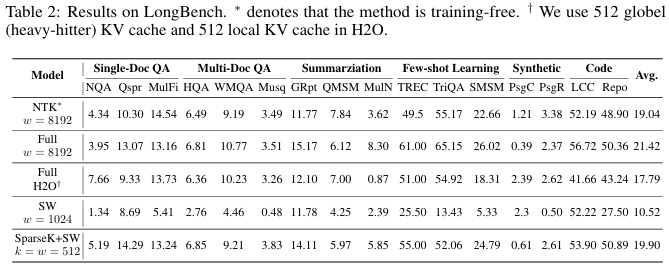 Table 2: Results on LongBench. * denotes that the method is training-free. † We use 512 globel
(heavy-hitter) KV cache and 512 local KV cache in H2O.
Model Single-Doc QA Multi-Doc QA Summarziation Few-shot Learning Synthetic Code Avg.
NQA Qspr MulFi HQA WMQA Musq GRpt QMSM MulN TREC TriQA SMSM PsgC PsgR LCC Repo
NTK* w = 8192 4.34 10.30 14.54 6.49 9.19 3.49 11.77 7.84 3.62 49.5 55.17 22.66 1.21 3.38 52.19 48.90 19.04
Full w = 8192 3.95 13.07 13.16 6.81 10.77 3.51 15.17 6.12 8.30 61.00 65.15 26.02 0.39 2.37 56.72 50.36 21.42
Full H2O† 7.66 9.33 13.73 6.36 10.23 3.26 12.10 7.00 0.87 51.00 54.92 18.31 2.39 2.62 41.66 43.24 17.79
SW w = 1024 1.34 8.69 5.41 2.76 4.46 0.48 11.78 4.25 2.39 25.50 13.43 5.33 2.3 0.50 52.22 27.50 10.52
SparseK+SW k = w = 512 5.19 14.29 13.24 6.85 9.21 3.83 14.11 5.97 5.85 55.00 52.06 24.79 0.61 2.61 53.90 50.89 19.90